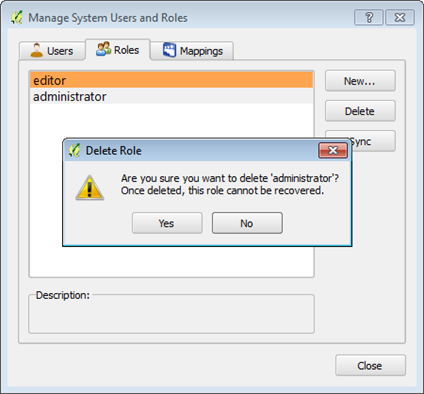 Manage System Users and Roles
Users Roles Mappings
editor
administrator
New...
Delete
Sync
Delete Role
Are you sure you want to delete 'administrator'?
Once deleted, this role cannot be recovered.
Yes No
Description:
Close